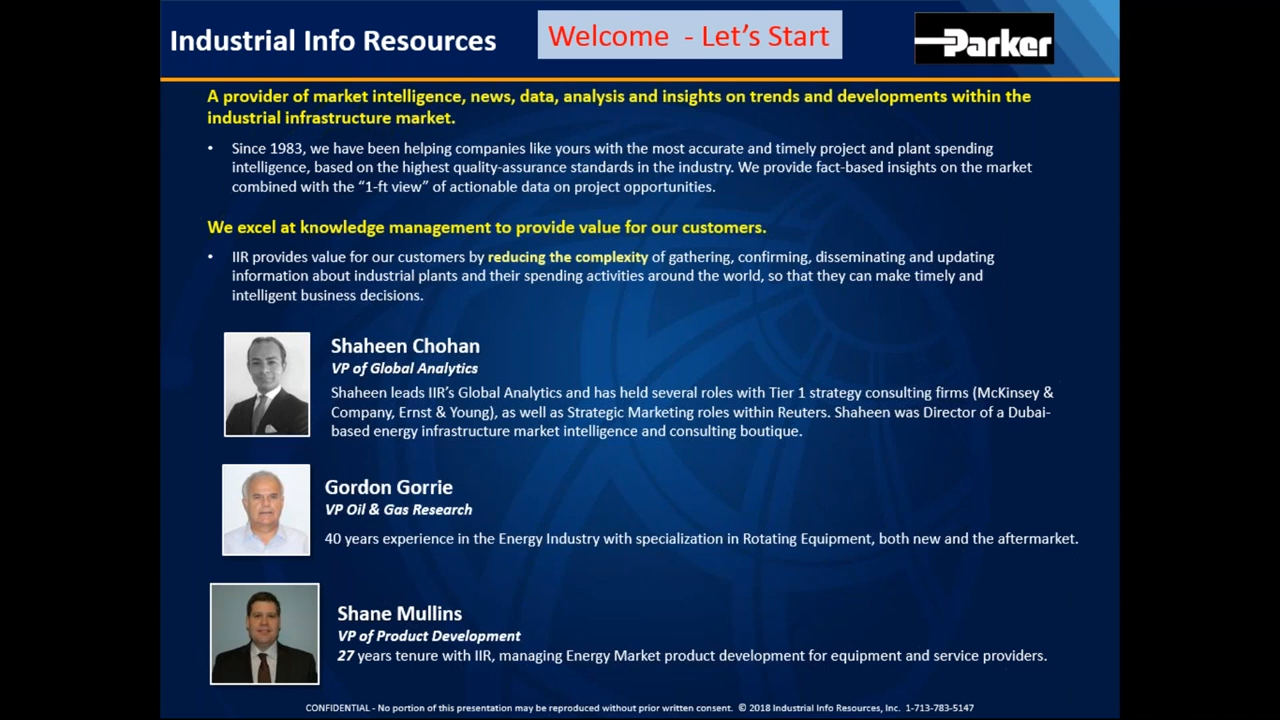 Industrial Info Resources
Welcome - Let's Start
Parker
A provider of market intelligence, news, data, analysis and insights on trends and developments within the
industrial infrastructure market.
• Since 1983, we have been helping companies like yours with the most accurate and timely project and plant spending
intelligence, based on the highest quality-assurance standards in the industry. We provide fact-based insights on the market
combined with the “1-ft view” of actionable data on project opportunities.
We excel at knowledge management to provide value for our customers.
• IIR provides value for our customers by reducing the complexity of gathering, confirming, disseminating and updating
information about industrial plants and their spending activities around the world, so that they can make timely and
intelligent business decisions.
Shaheen Chohan
VP of Global Analytics
Shaheen leads IIR's Global Analytics and has held several roles with Tier 1 strategy consulting firms (McKinsey &
Company, Ernst & Young), as well as Strategic Marketing roles within Reuters. Shaheen was Director of a Dubai-
based energy infrastructure market intelligence and consulting boutique.
Gordon Gorrie
VP Oil & Gas Research
40 years experience in the Energy Industry with specialization in Rotating Equipment, both new and the aftermarket.
Shane Mullins
VP of Product Development
27 years tenure with IIR, managing Energy Market product development for equipment and service providers.
CONFIDENTIAL - No portion of this presentation may be reproduced without prior written consent. © 2018 Industrial Info Resources, Inc. 1-713-783-5147